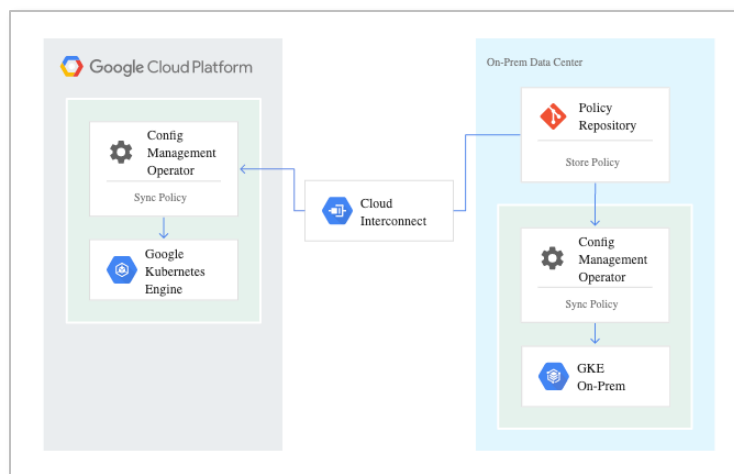 Google Cloud Platform
Config
Management
Operator
Sync Policy
Google
Kubernetes
Engine
Cloud
Interconnect
On-Prem Data Center
Policy
Repository
Store Policy
Config
Management
Operator
Sync Policy
GKE
On-Prem